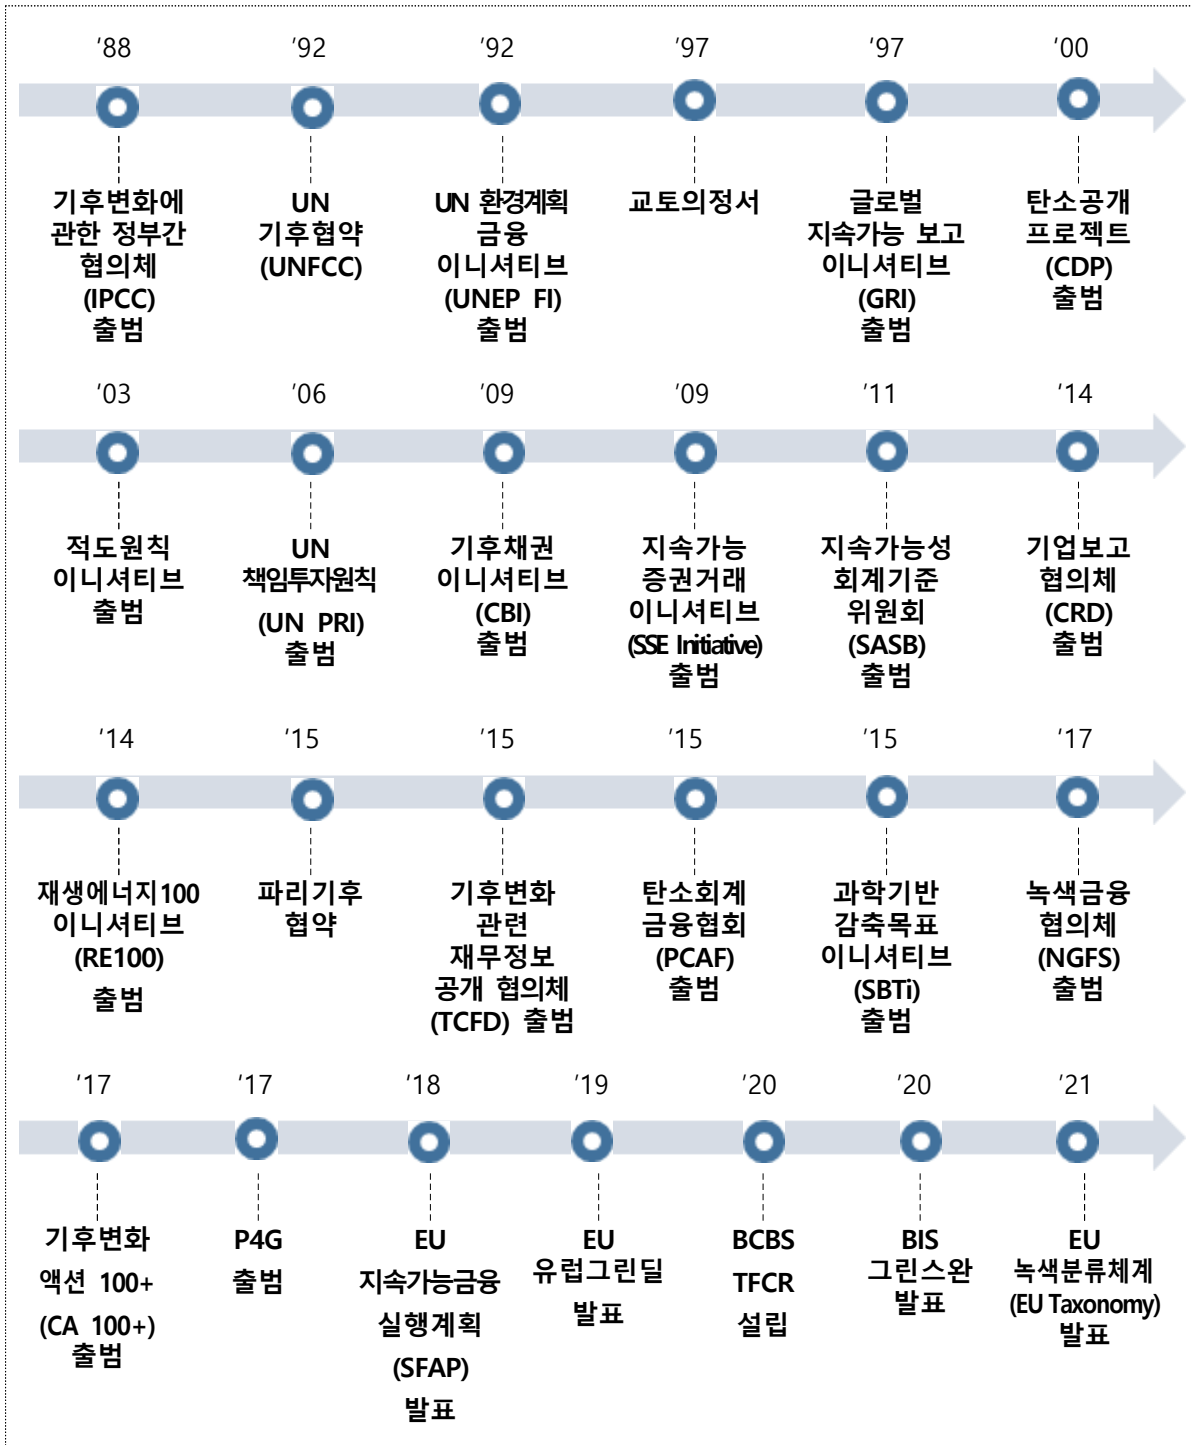 '88
'92
'92
'97
'97
'00
기후변화에
관한 정부간
협의체
(IPCC)
출범
UN
기후협약
(UNFCC)
UN 환경계획
금융
이니셔티브
(UNEP FI)
출범
교토의정서
글로벌
지속가능 보고
이니셔티브
(GRI)
출범
탄소공개
프로젝트
(CDP)
출범
'03
'06
'09
'09
'11
'14
적도원칙
이니셔티브
출범
UN
책임투자원칙
(UN PRI)
출범
기후채권
이니셔티브
(CBI)
출범
지속가능
증권거래
이니셔티브
(SSE Initiative)
출범
지속가능성
회계기준
위원회
(SASB)
출범
기업보고
협의체
(CRD)
출범
'14
'15
'15
'15
'15
'17
재생에너지100
이니셔티브
(RE100)
출범
파리기후
협약
기후변화
관련
재무정보
공개 협의체
(TCFD) 출범
탄소회계
금융협회
(PCAF)
출범
과학기반
감축목표
이니셔티브
(SBTi)
출범
녹색금융
협의체
(NGFS)
출범
'17
'17
'18
'19
'20
'20
'21
기후변화
액션 100+
(CA 100+)
출범
P4G
출범
EU
지속가능금융
실행계획
(SFAP)
발표
EU
유럽그린딜
발표
BCBS
TFCR
설립
BIS
그린스완
발표
EU
녹색분류체계
(EU Taxonomy)
발표